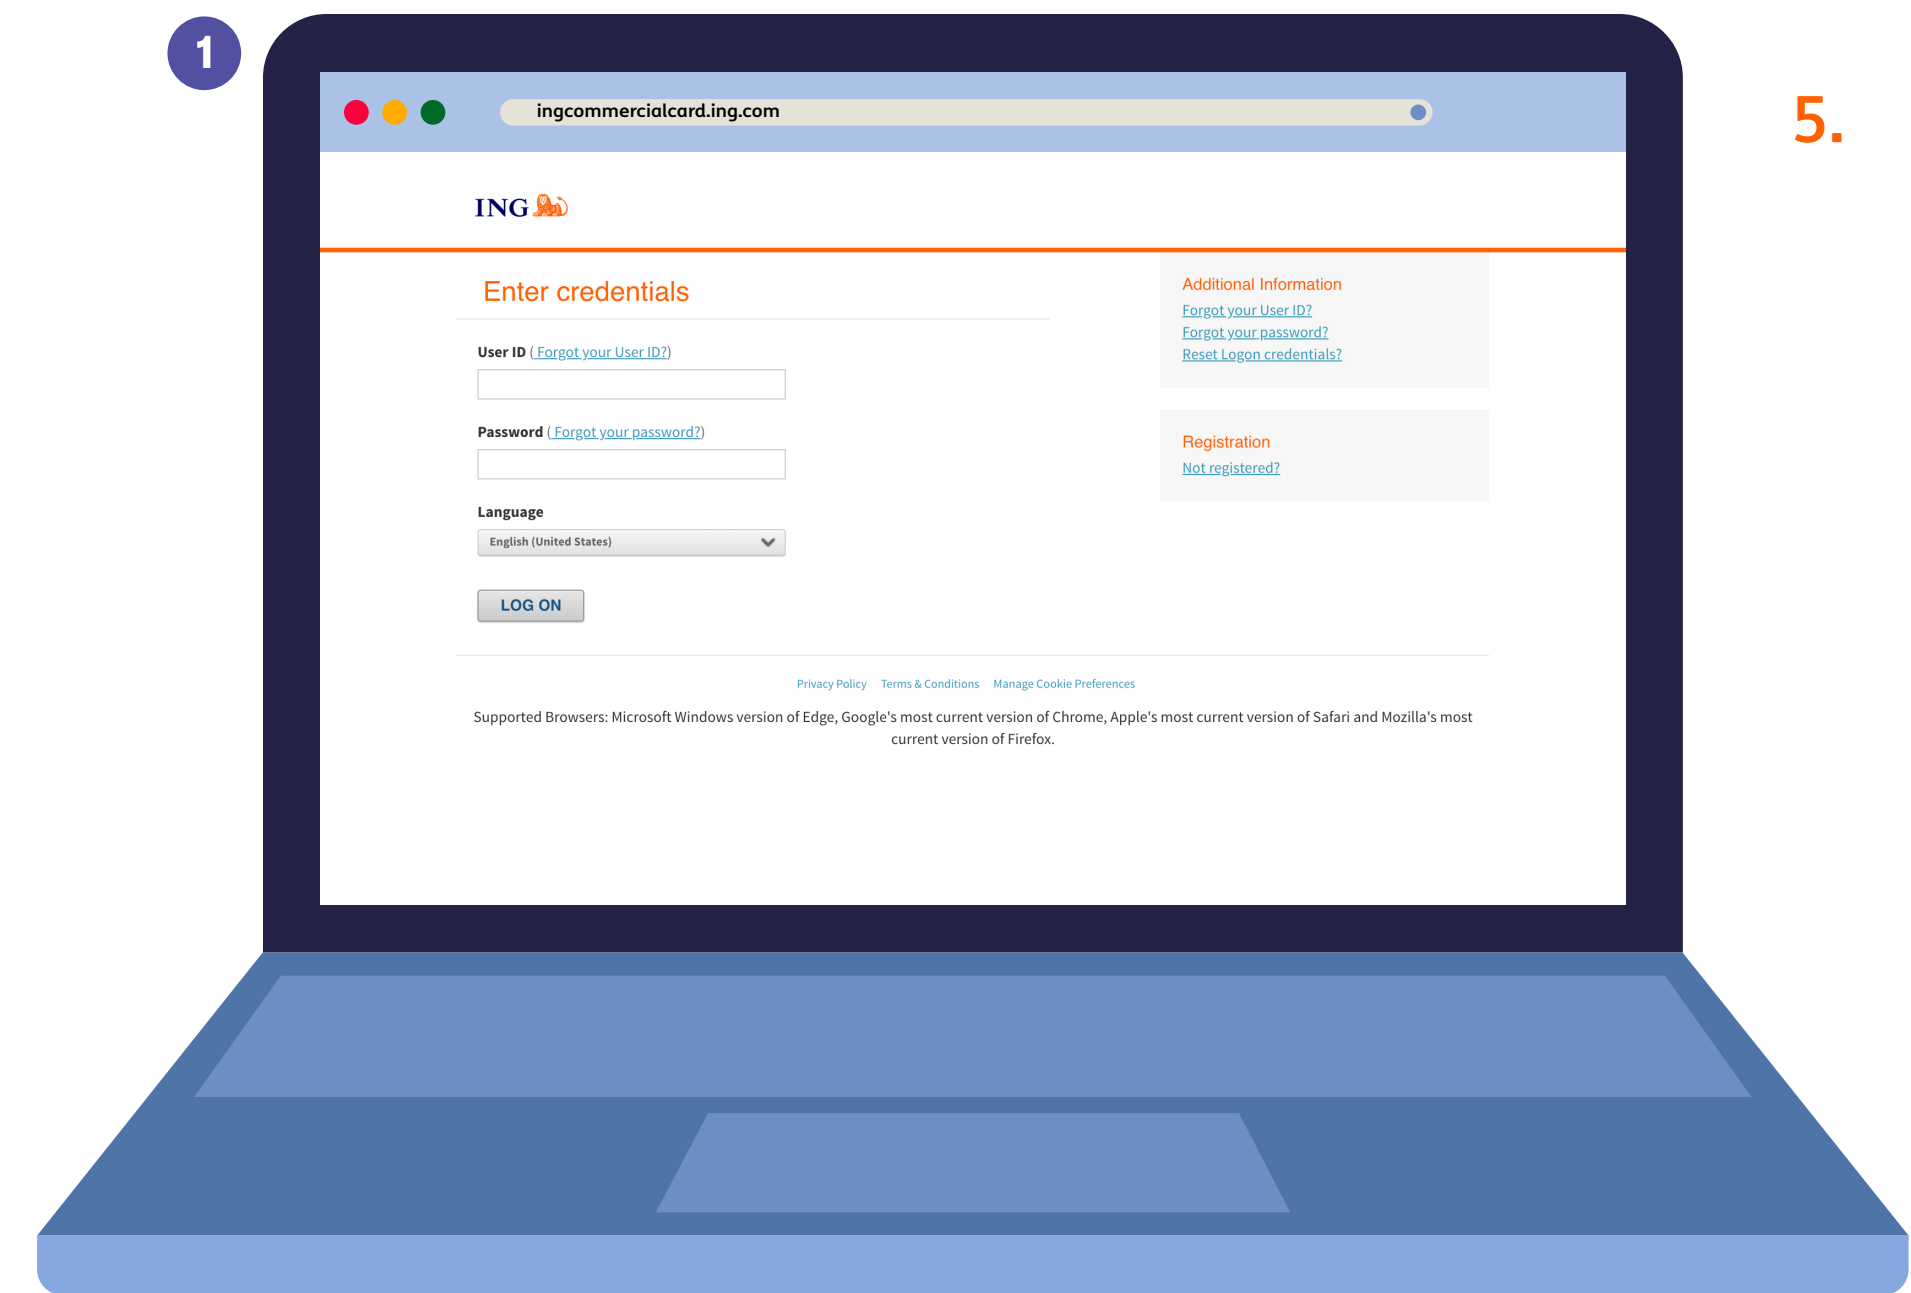 1
5.
ingcommercialcard.ing.com
ING
Enter credentials
User ID ( Forgot your User ID?)
Password ( Forgot your password?)
Language
English (United States)
LOG ON
Additional Information
Forgot your User ID?
Forgot your password?
Reset Logon credentials?
Registration
Not registered?
Privacy Policy Terms & Conditions Manage Cookie Preferences
Supported Browsers: Microsoft Windows version of Edge, Google's most current version of Chrome, Apple's most current version of Safari and Mozilla's most
current version of Firefox.